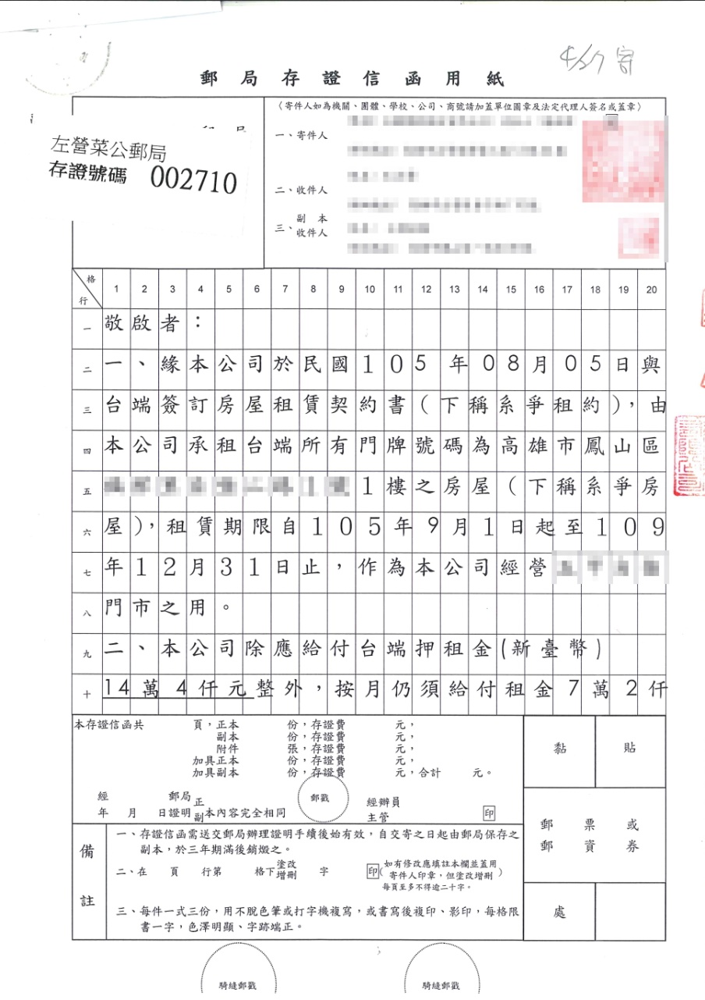 4/27 寄
郵局存證信函用紙
左營菜公郵局
存證號碼 002710
〈寄件人如為機關、團體、學校、公司、商號請加蓋單位圖章及法定代理人簽名或蓋章〉
一、寄件人
二、收件人
三、副本收件人
格
行
1 2 3 4 5 6 7 8 9 10 11 12 13 14 15 16 17 18 19 20
一 敬啟者：
二 一、緣本公司於民國105年08月05日與
三 台端簽訂房屋租賃契約書(下稱系爭租約)，由
四 本公司承租台端所有門牌號碼為高雄市鳳山區
五 1樓之房屋(下稱系爭房
六 屋)，租賃期限自105年9月1日起至109
七 年12月31日止，作為本公司經營
八 門市之用。
九 二、本公司除應給付台端押租金(新臺幣)
十 14萬4仟元整外，按月仍須給付租金7萬2仟
本存證信函共 頁，正本 份，存證費 元，
副本 份，存證費 元，
附件 張，存證費 元，
加具正本 份，存證費 元，
加具副本 份，存證費 元，合計 元。
經 郵局
年 月 日證明 正副本內容完全相同
郵戳
經辦員
主管
印
黏 貼
郵 票 或
郵 資 券
處
備註
一、存證信函需送交郵局辦理證明手續後始有效，自交寄之日起由郵局保存之
副本，於三年期滿後銷燬之。
二、在 頁 行第 格下 塗改增刪 字 印 (如有修改應填註本欄並蓋用
寄件人印章，但塗改增刪)
每頁至多不得逾二十字。
三、每件一式三份，用不脫色筆或打字機複寫，或書寫後複印、影印，每格限
書一字，色澤明顯、字跡端正。
騎縫郵戳
騎縫郵戳